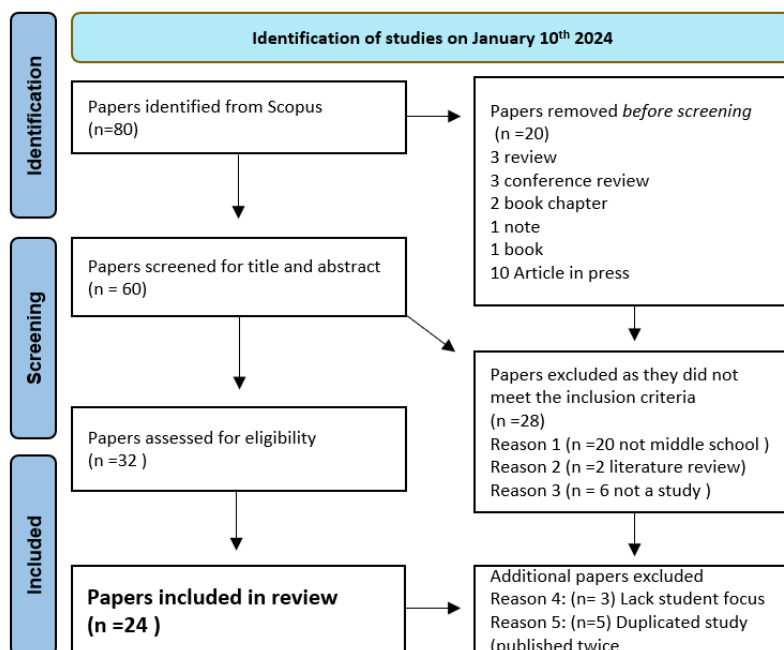 Identification of studies on January 10th 2024
Identification
Papers identified from Scopus
(n=80)
Papers removed before screening
(n =20)
3 review
3 conference review
2 book chapter
1 note
1 book
10 Article in press
Screening
Papers screened for title and abstract
(n = 60)
Papers excluded as they did not
meet the inclusion criteria
(n =28)
Reason 1 (n =20 not middle school )
Reason 2 (n =2 literature review)
Reason 3 (n = 6 not a study )
Papers assessed for eligibility
(n =32 )
Included
Papers included in review
(n =24 )
Additional papers excluded
Reason 4: (n= 3) Lack student focus
Reason 5: (n=5) Duplicated study
(published twice